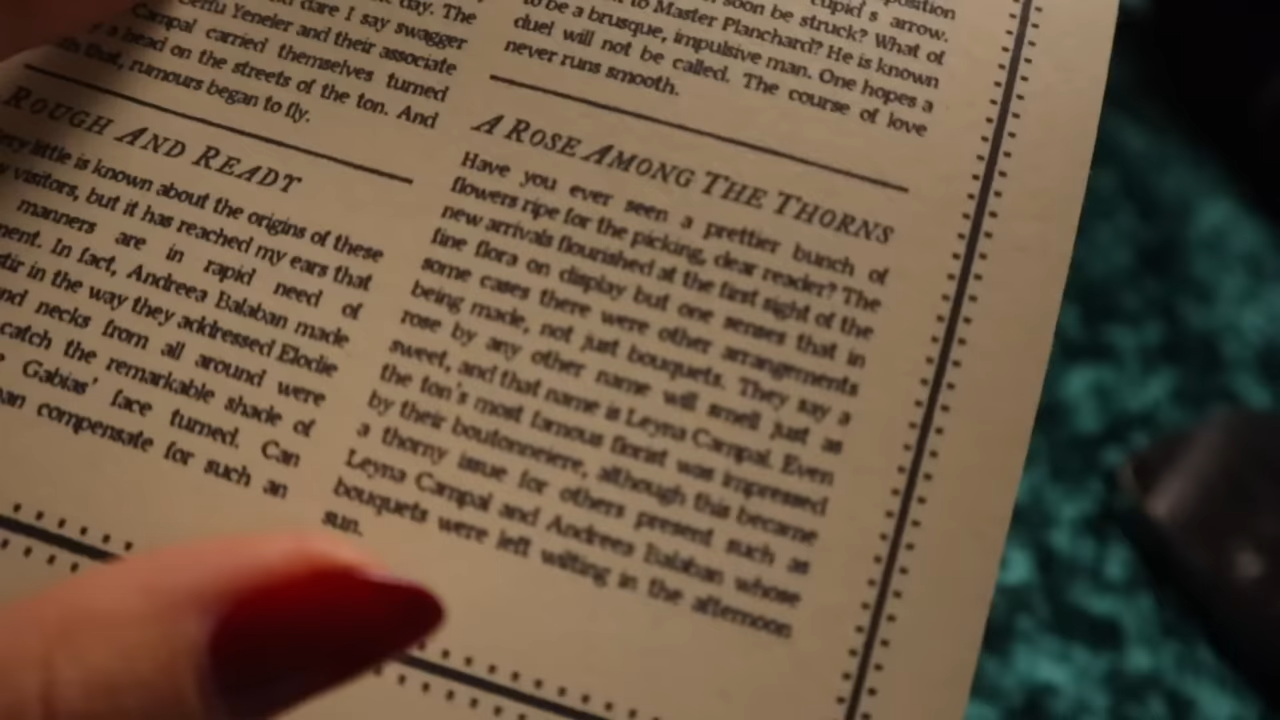 day. The
dare I say swagger
Ceffu Yeneler and their associate
Campal carried themselves turned
a head on the streets of the ton. And
that, rumours began to fly.
ROUGH AND READY
little is known about the origins of these
visitors, but it has reached my ears that
manners are in rapid need of
In fact, Andreea Balaban made
stir in the way they addressed Elodie
and necks from all around were
catch the remarkable shade of
Gabias' face turned. Can
compensate for such an
cupid's arrow.
soon be struck? What of
to Master Planchard? He is known
to be a brusque, impulsive man. One hopes a
duel will not be called. The course of love
never runs smooth.
A ROSE AMONG THE THORNS
Have you ever seen a prettier bunch of
flowers ripe for the picking, dear reader? The
new arrivals flourished at the first sight of the
fine flora on display but one senses that in
some cases there were other arrangements
being made, not just bouquets. They say a
rose by any other name will smell just as
sweet, and that name is Leyna Campal. Even
the ton's most famous florist was impressed
by their boutonniere, although this became
a thorny issue for others present such as
Leyna Campal and Andreea Balaban whose
bouquets were left wilting in the afternoon
sun.